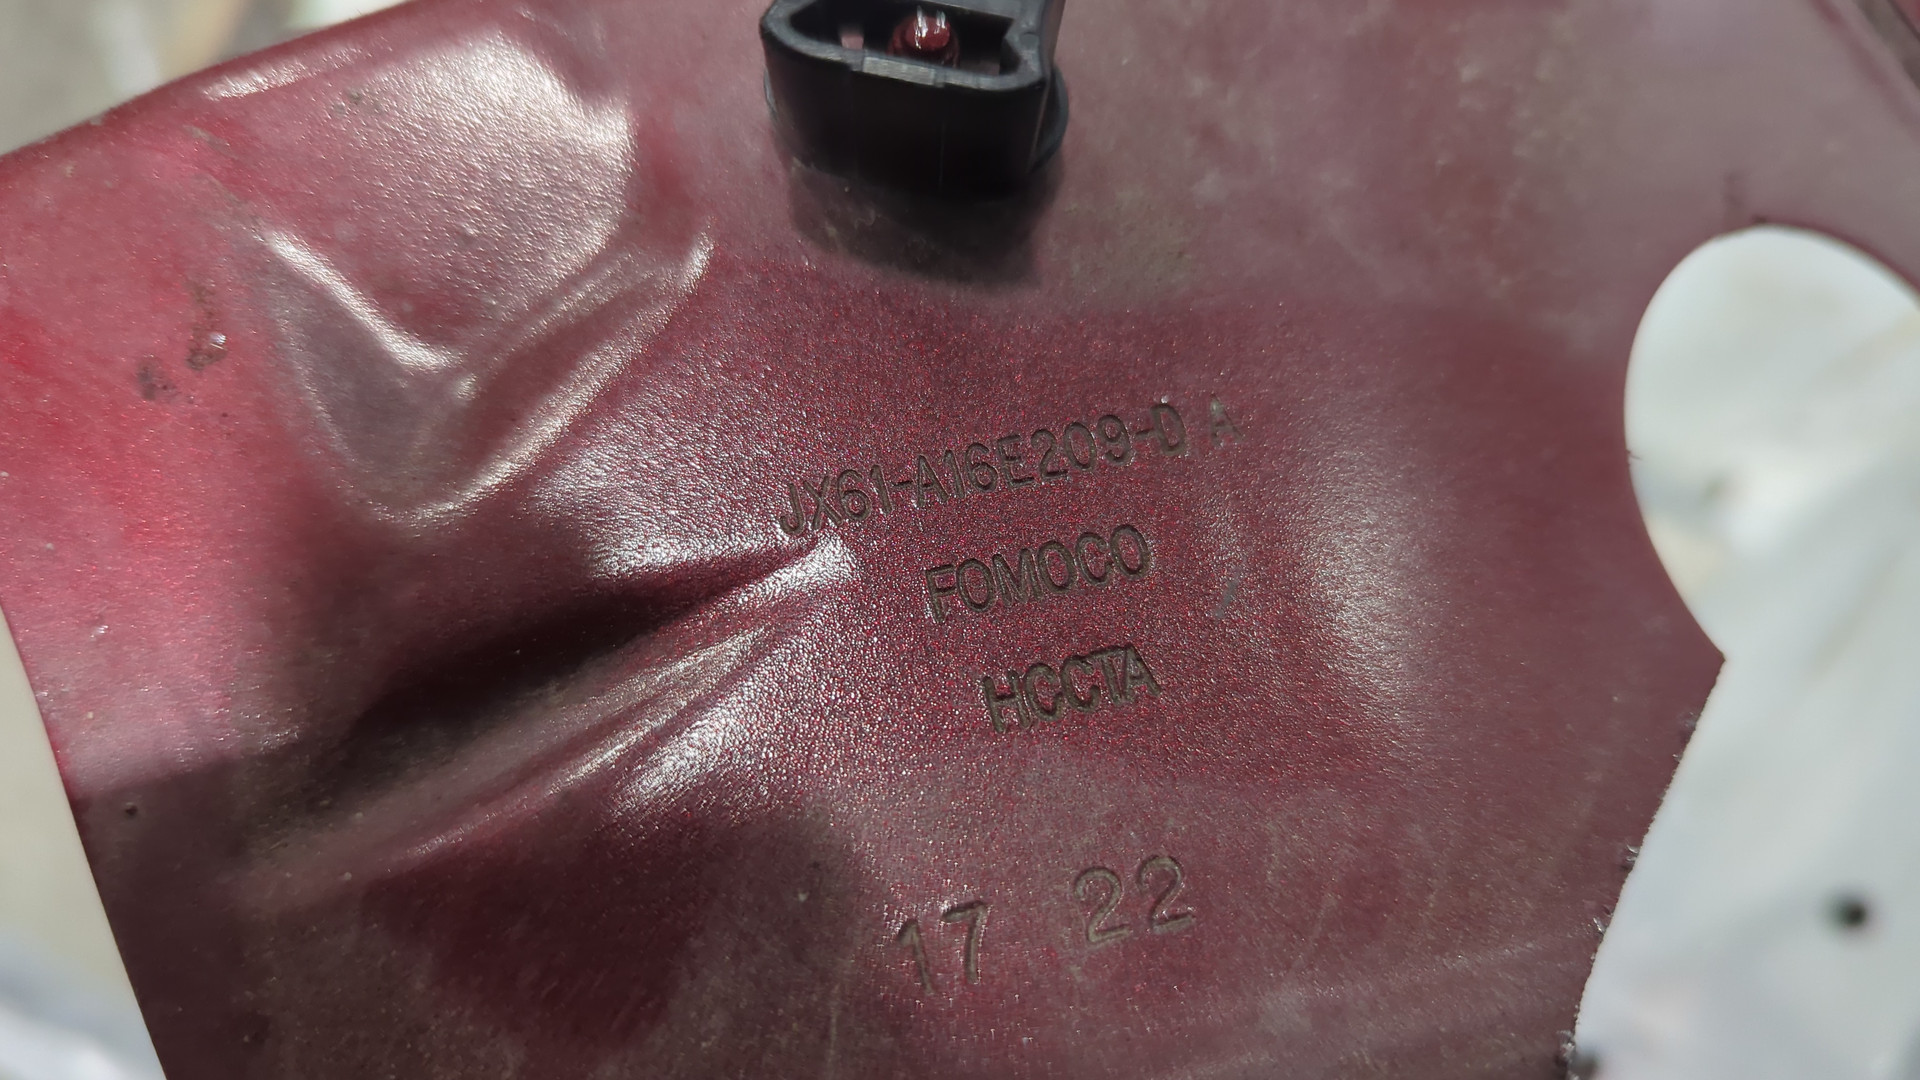 JX61-A16E209-D A
FOMOCO
HCCTA
17 22